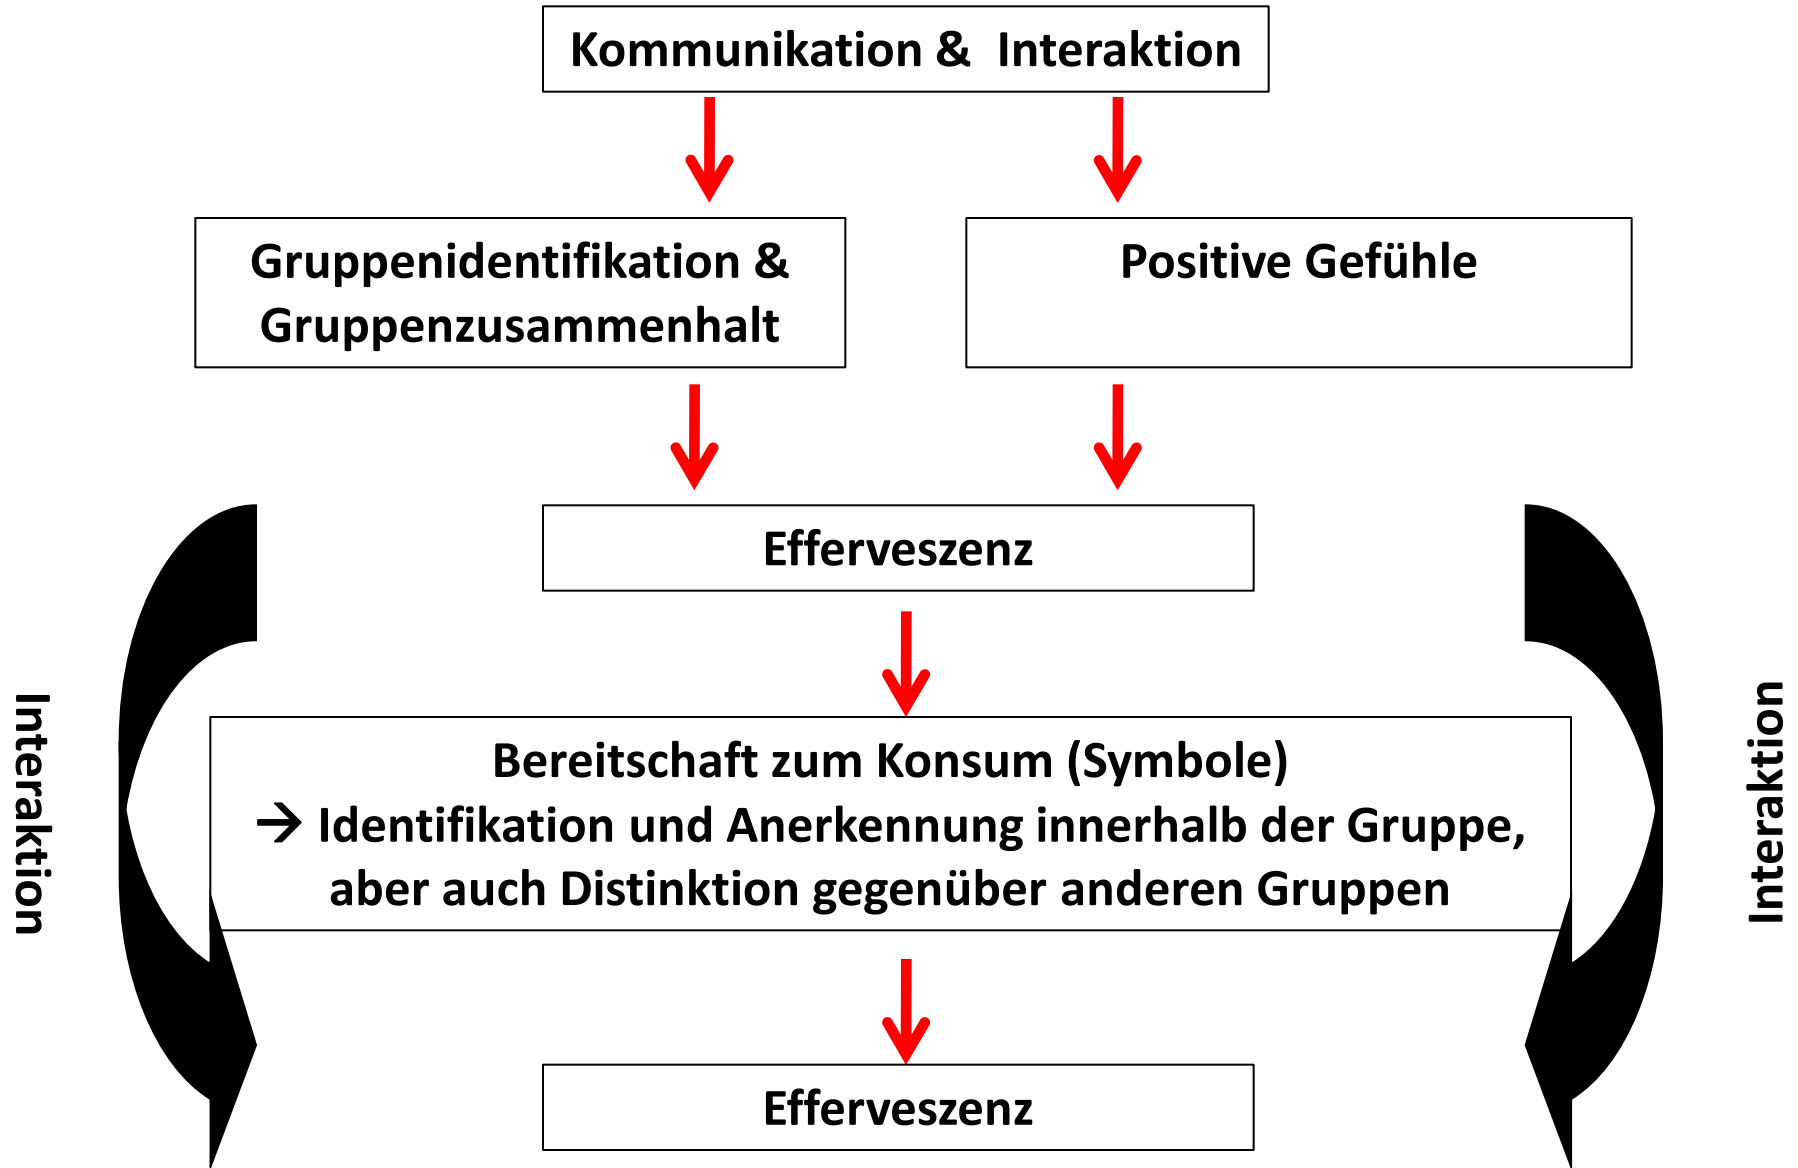 Kommunikation & Interaktion
Gruppenidentifikation &
Gruppenzusammenhalt
Positive Gefühle
Efferveszenz
Interaktion
Bereitschaft zum Konsum (Symbole)
→ Identifikation und Anerkennung innerhalb der Gruppe,
aber auch Distinktion gegenüber anderen Gruppen
Interaktion
Efferveszenz